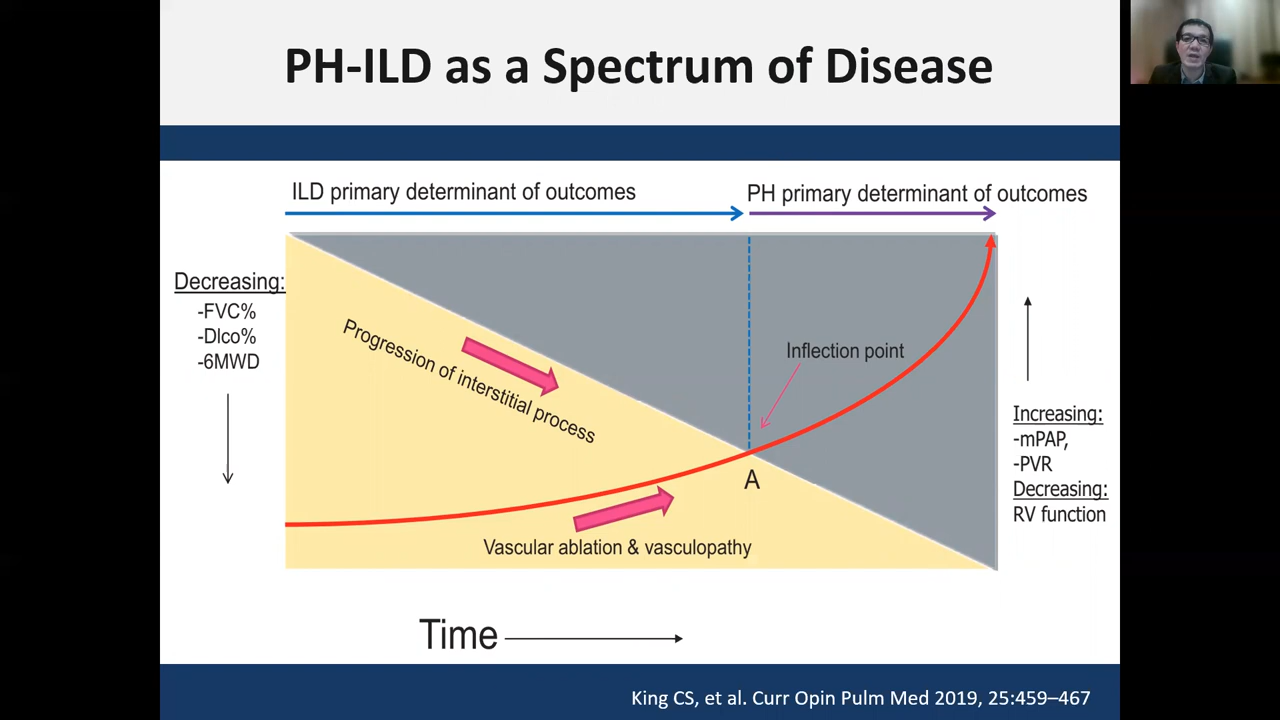 PH-ILD as a Spectrum of Disease
ILD primary determinant of outcomes
PH primary determinant of outcomes
Decreasing:
-FVC%
-Dlco%
-6MWD
Progression of interstitial process
Inflection point
A
Vascular ablation & vasculopathy
Increasing:
-mPAP,
-PVR
Decreasing:
RV function
Time
King CS, et al. Curr Opin Pulm Med 2019, 25:459–467